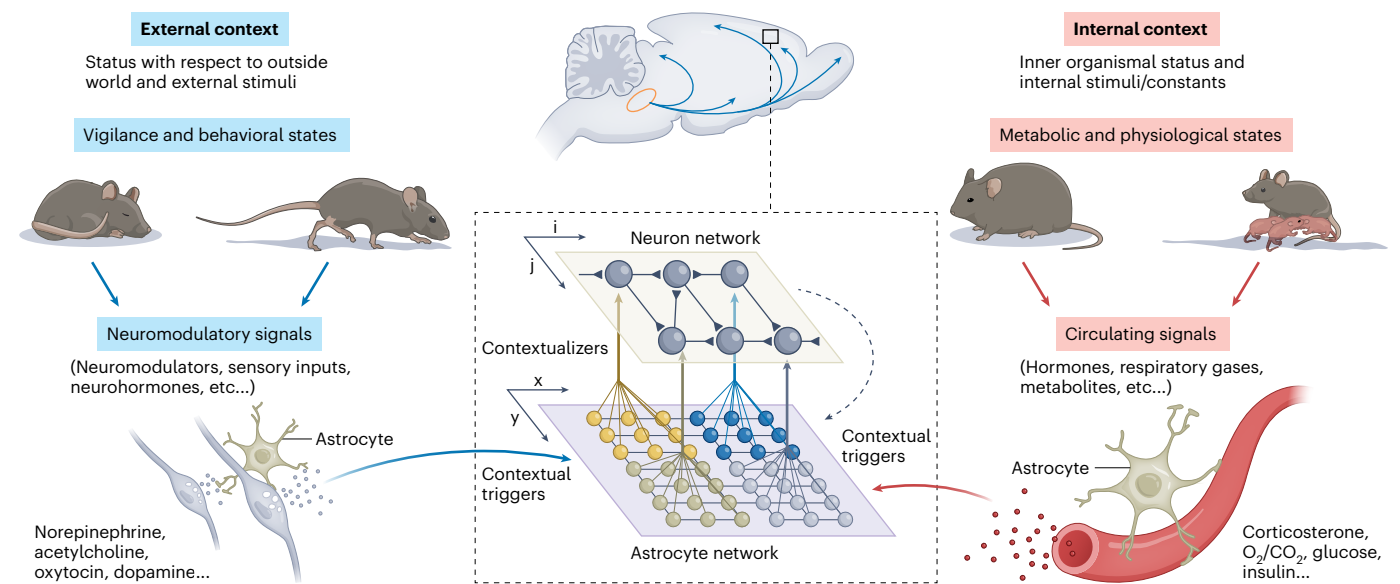 External context
Status with respect to outside
world and external stimuli
Vigilance and behavioral states
Neuromodulatory signals
(Neuromodulators, sensory inputs,
neurohormones, etc...)
Astrocyte
Norepinephrine,
acetylcholine,
oxytocin, dopamine...
i
j
Neuron network
Contextualizers
x
y
Contextual
triggers
Contextual
triggers
Astrocyte network
Internal context
Inner organismal status and
internal stimuli/constants
Metabolic and physiological states
Circulating signals
(Hormones, respiratory gases,
metabolites, etc...)
Astrocyte
Corticosterone,
O₂/CO₂, glucose,
insulin...